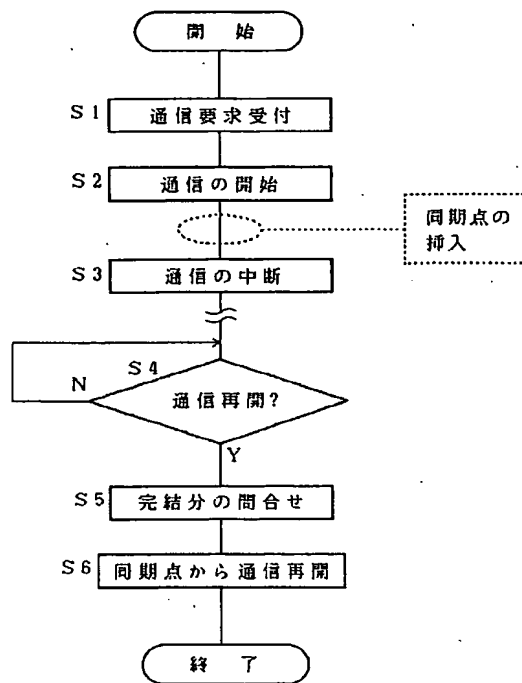 開始
S1 通信要求受付
S2 通信の開始
同期点の
挿入
S3 通信の中断
S4
N
通信再開?
Y
S5 完結分の問合せ
S6 同期点から通信再開
終了